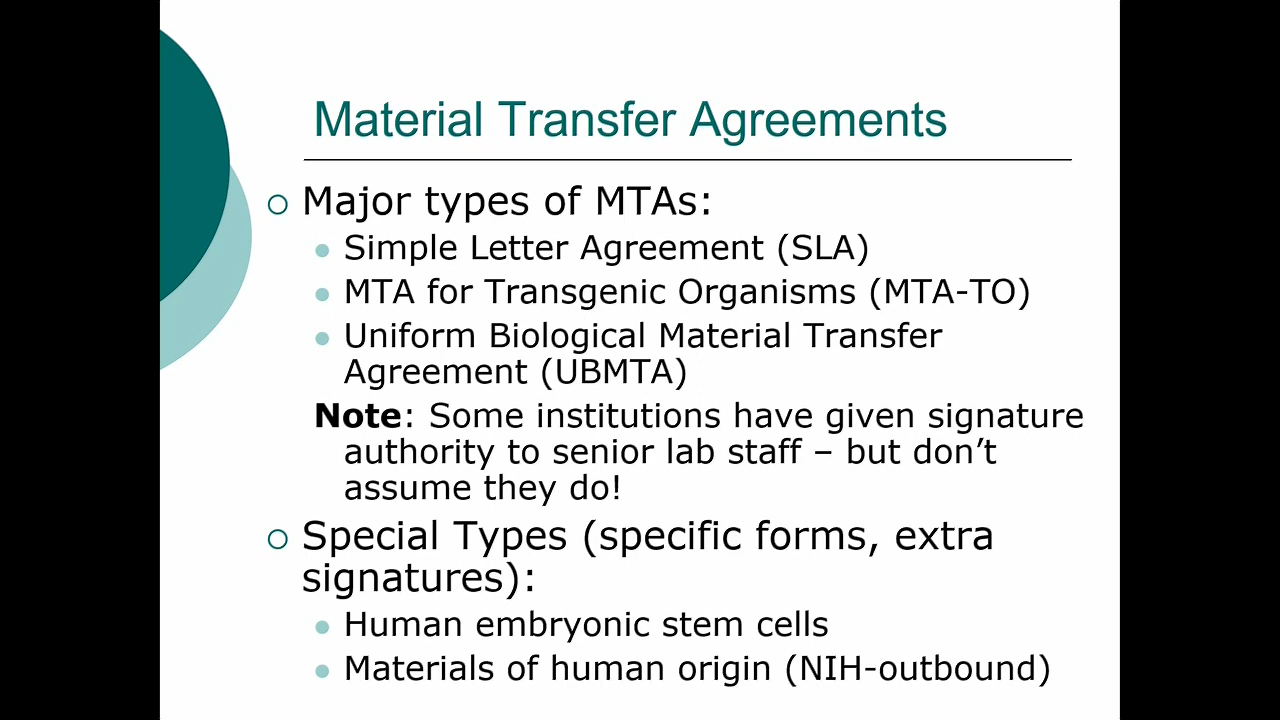 Material Transfer Agreements
Major types of MTAs:
Simple Letter Agreement (SLA)
MTA for Transgenic Organisms (MTA-TO)
Uniform Biological Material Transfer
Agreement (UBMTA)
Note: Some institutions have given signature
authority to senior lab staff – but don’t
assume they do!
Special Types (specific forms, extra
signatures):
Human embryonic stem cells
Materials of human origin (NIH-outbound)